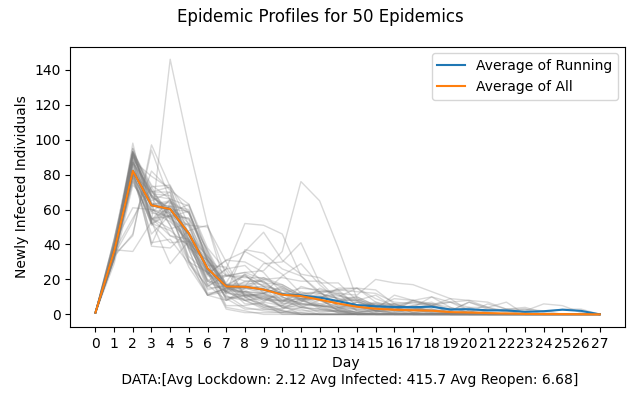 Epidemic Profiles for 50 Epidemics
Average of Running
Average of All
Newly Infected Individuals
140
120
100
80
60
40
20
0
0 1 2 3 4 5 6 7 8 9 10 11 12 13 14 15 16 17 18 19 20 21 22 23 24 25 26 27
Day
DATA:[Avg Lockdown: 2.12 Avg Infected: 415.7 Avg Reopen: 6.68]